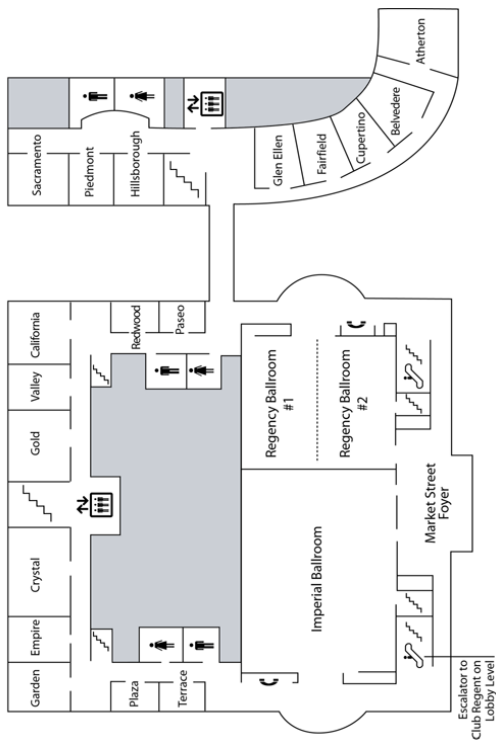 Sacramento
Piedmont
Hillsborough
Glen Ellen
Fairfield
Cupertino
Belvedere
Atherton
California
Valley
Gold
Crystal
Empire
Garden
Redwood
Paseo
Plaza
Terrace
Regency Ballroom
#1
Regency Ballroom
#2
Imperial Ballroom
Market Street
Foyer
Escalator to
Club Regent on
Lobby Level